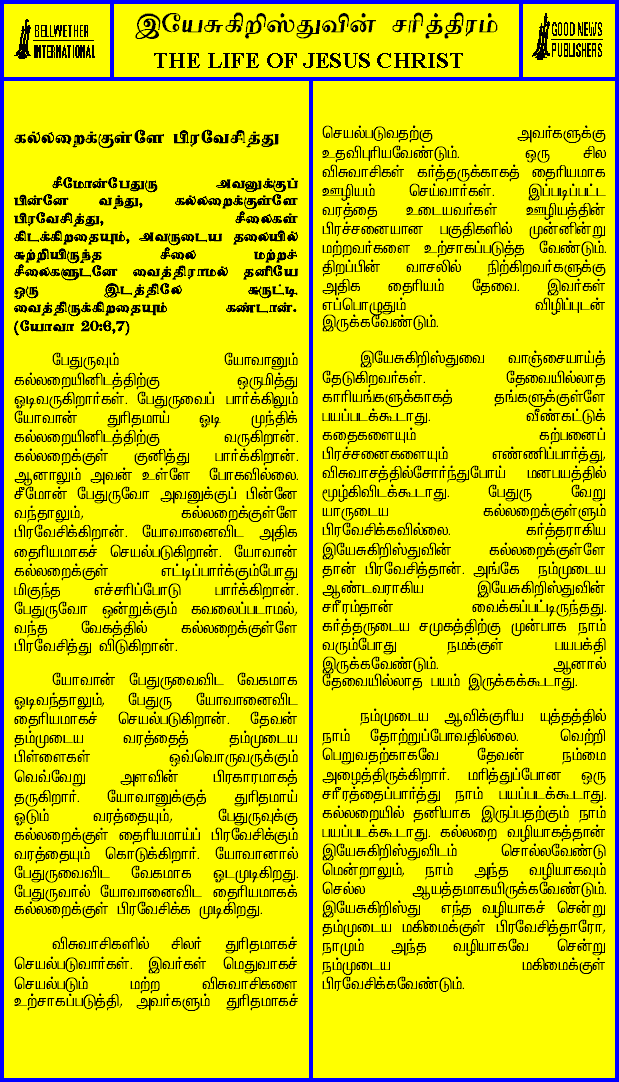 BELLWETHER
INTERNATIONAL
இயேசுகிறிஸ்துவின் சரித்திரம்
THE LIFE OF JESUS CHRIST
GOOD NEWS
PUBLISHERS
கல்லறைக்குள்ளே பிரவேசித்து
சீமோன்பேதுரு அவனுக்குப்
பின்னே வந்து, கல்லறைக்குள்ளே
பிரவேசித்து, சீலைகள்
கிடக்கிறதையும், அவருடைய தலையில்
சுற்றியிருந்த சீலை மற்றச்
சீலைகளுடனே வைத்திராமல் தனியே
ஒரு இடத்திலே சுருட்டி
வைத்திருக்கிறதையும் கண்டான்.
(யோவா 20:6,7)
பேதுருவும் யோவானும்
கல்லறையினிடத்திற்கு ஒருமித்து
ஓடிவருகிறார்கள். பேதுருவைப் பார்க்கிலும்
யோவான் துரிதமாய் ஓடி முந்திக்
கல்லறையினிடத்திற்கு வருகிறான்.
கல்லறைக்குள் குனித்து பார்க்கிறான்.
ஆனாலும் அவன் உள்ளே போகவில்லை.
சீமோன் பேதுருவோ அவனுக்குப் பின்னே
வந்தாலும், கல்லறைக்குள்ளே
பிரவேசிக்கிறான். யோவானைவிட அதிக
தைரியமாகச் செயல்படுகிறான். யோவான்
கல்லறைக்குள் எட்டிப்பார்க்கும்போது
மிகுந்த எச்சரிப்போடு பார்க்கிறான்.
பேதுருவோ ஒன்றுக்கும் கவலைப்படாமல்,
வந்த வேகத்தில் கல்லறைக்குள்ளே
பிரவேசித்து விடுகிறான்.
யோவான் பேதுருவைவிட வேகமாக
ஓடிவந்தாலும், பேதுரு யோவானைவிட
தைரியமாகச் செயல்படுகிறான். தேவன்
தம்முடைய வரத்தைத் தம்முடைய
பிள்ளைகள் ஒவ்வொருவருக்கும்
வெவ்வேறு அளவின் பிரகாரமாகத்
தருகிறார். யோவானுக்குத் துரிதமாய்
ஓடும் வரத்தையும், பேதுருவுக்கு
கல்லறைக்குள் தைரியமாய்ப் பிரவேசிக்கும்
வரத்தையும் கொடுக்கிறார். யோவானால்
பேதுருவைவிட வேகமாக ஓடமுடிகிறது.
பேதுருவால் யோவானைவிட தைரியமாகக்
கல்லறைக்குள் பிரவேசிக்க முடிகிறது.
விசுவாசிகளில் சிலர் துரிதமாகச்
செயல்படுவார்கள். இவர்கள் மெதுவாகச்
செயல்படும் மற்ற விசுவாசிகளை
உற்சாகப்படுத்தி, அவர்களும் துரிதமாகச்
செயல்படுவதற்கு அவர்களுக்கு
உதவிபுரியவேண்டும். ஒரு சில
விசுவாசிகள் கர்த்தருக்காகத் தைரியமாக
ஊழியம் செய்வார்கள். இப்படிப்பட்ட
வரத்தை உடையவர்கள் ஊழியத்தின்
பிரச்சனையான பகுதிகளில் முன்னின்று
மற்றவர்களை உற்சாகப்படுத்த வேண்டும்.
திறப்பின் வாசலில் நிற்கிறவர்களுக்கு
அதிக தைரியம் தேவை. இவர்கள்
எப்பொழுதும் விழிப்புடன்
இருக்கவேண்டும்.
இயேசுகிறிஸ்துவை வாஞ்சையாய்த்
தேடுகிறவர்கள். தேவையில்லாத
காரியங்களுக்காகத் தங்களுக்குள்ளே
பயப்படக்கூடாது. வீண்கட்டுக்
கதைகளையும் கற்பனைப்
பிரச்சனைகளையும் எண்ணிப்பார்த்து,
விசுவாசத்தில்சோர்ந்துபோய் மனபயத்தில்
மூழ்கிவிடக்கூடாது. பேதுரு வேறு
யாருடைய கல்லறைக்குள்ளும்
பிரவேசிக்கவில்லை. கர்த்தராகிய
இயேசுகிறிஸ்துவின் கல்லறைக்குள்ளே
தான் பிரவேசித்தான். அங்கே நம்முடைய
ஆண்டவராகிய இயேசுகிறிஸ்துவின்
சரீரம்தான் வைக்கப்பட்டிருந்தது.
கர்த்தருடைய சமுகத்திற்கு முன்பாக நாம்
வரும்போது நமக்குள் பயபக்தி
இருக்கவேண்டும். ஆனால்
தேவையில்லாத பயம் இருக்கக்கூடாது.
நம்முடைய ஆவிக்குரிய யுத்தத்தில்
நாம் தோற்றுப்போவதில்லை. வெற்றி
பெறுவதற்காகவே தேவன் நம்மை
அழைத்திருக்கிறார். மரித்துப்போன ஒரு
சரீரத்தைப்பார்த்து நாம் பயப்படக்கூடாது.
கல்லறையில் தனியாக இருப்பதற்கும் நாம்
பயப்படக்கூடாது. கல்லறை வழியாகத்தான்
இயேசுகிறிஸ்துவிடம் சொல்லவேண்டு
மென்றாலும், நாம் அந்த வழியாகவும்
செல்ல ஆயத்தமாகயிருக்கவேண்டும்.
இயேசுகிறிஸ்து எந்த வழியாகச் சென்று
தம்முடைய மகிமைக்குள் பிரவேசித்தாரோ,
நாமும் அந்த வழியாகவே சென்று
நம்முடைய மகிமைக்குள்
பிரவேசிக்கவேண்டும்.